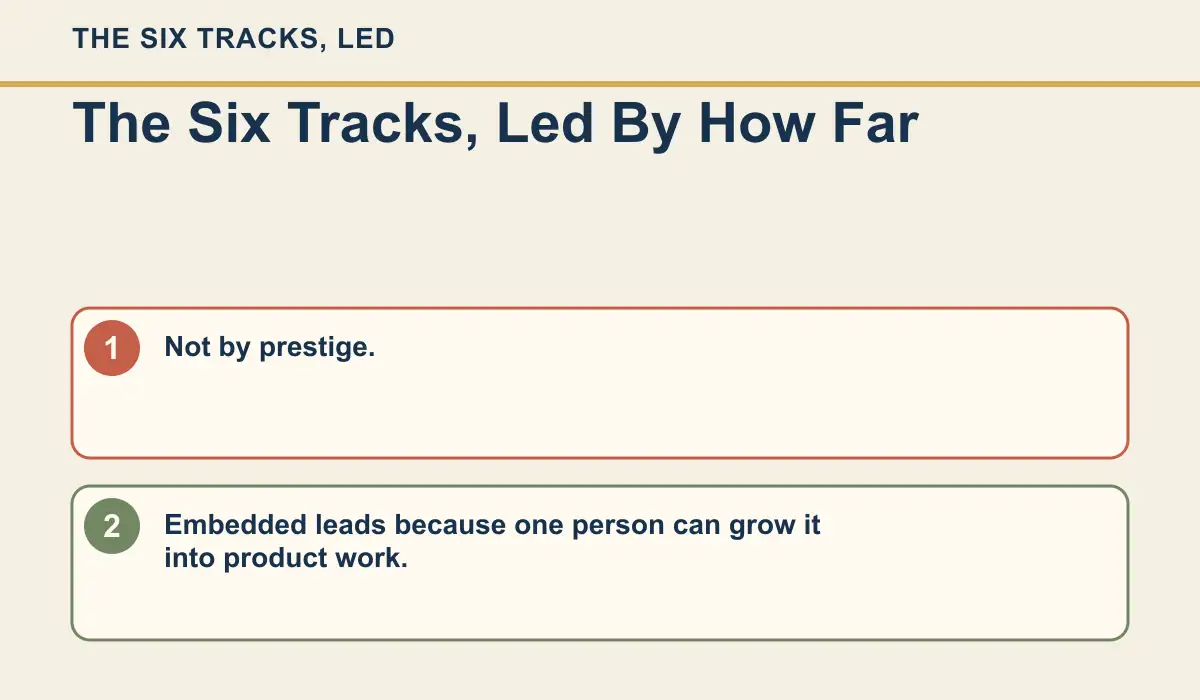 THE SIX TRACKS, LED
The Six Tracks, Led By How Far
1
Not by prestige.
2
Embedded leads because one person can grow it
into product work.